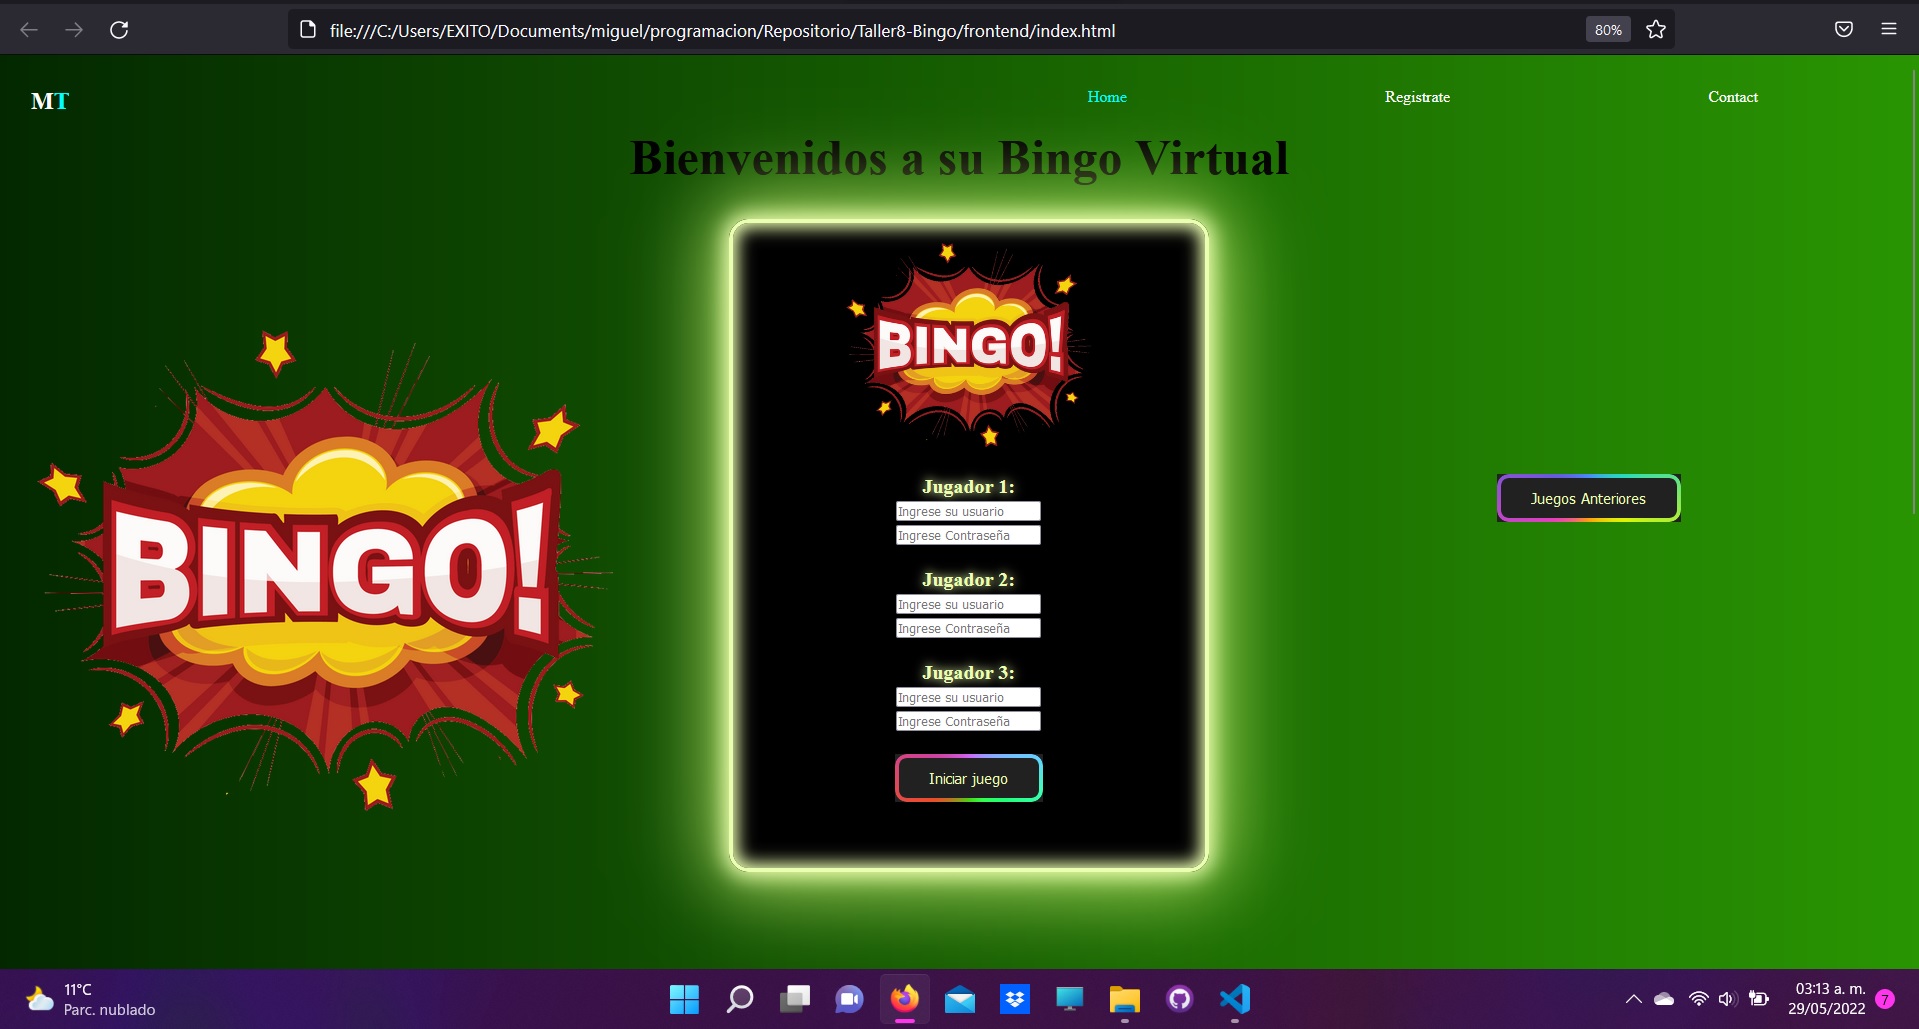 file:///C:/Users/EXITO/Documents/miguel/programacion/Repositorio/Taller8-Bingo/frontend/index.html
80%
MT
Home
Registrate
Contact
Bienvenidos a su Bingo Virtual
BINGO!
BINGO!
Jugador 1:
Ingrese su usuario
Ingrese Contraseña
Juegos Anteriores
Jugador 2:
Ingrese su usuario
Ingrese Contraseña
Jugador 3:
Ingrese su usuario
Ingrese Contraseña
Iniciar juego
11°C
Parc. nublado
03:13 a. m.
29/05/2022
7